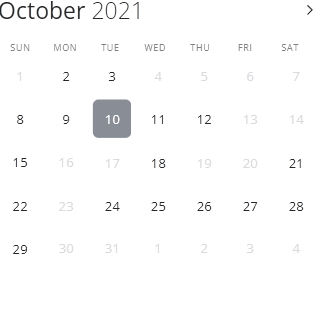 October 2021
SUN MON TUE WED THU FRI SAT
1 2 3 4 5 6 7
8 9 10 11 12 13 14
15 16 17 18 19 20 21
22 23 24 25 26 27 28
29 30 31 1 2 3 4